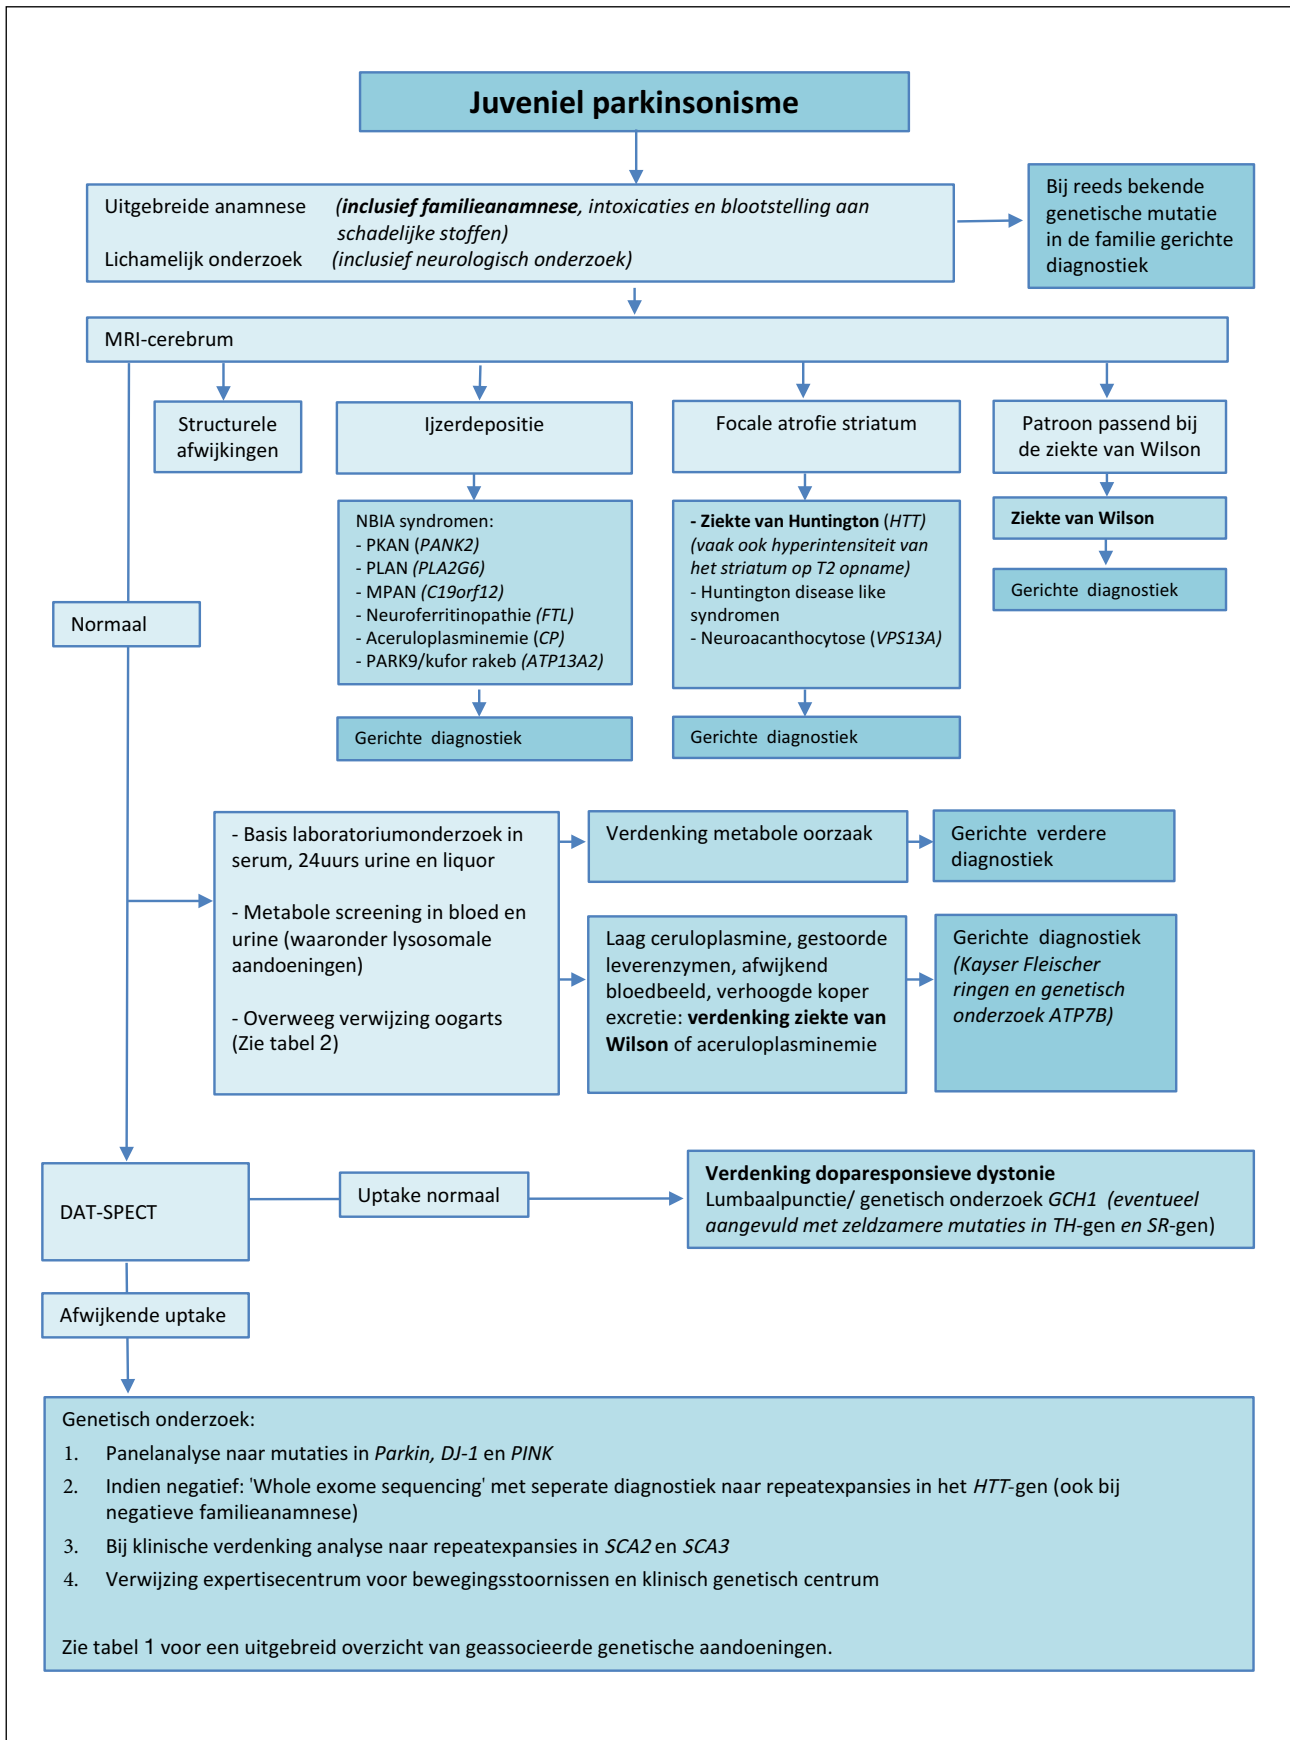 Juveniel parkinsonisme
Uitgebreide anamnese (inclusief familieanamnese, intoxicaties en blootstelling aan
schadelijke stoffen)
Lichamelijk onderzoek (inclusief neurologisch onderzoek)
Bij reeds bekende
genetische mutatie
in de familie gerichte
diagnostiek
MRI-cerebrum
Structurele
afwijkingen
Ijzerdepositie
Focale atrofie striatum
Patroon passend bij
de ziekte van Wilson
NBIA syndromen:
- PKAN (PANK2)
- PLAN (PLA2G6)
- MPAN (C19orf12)
- Neuroferritinopathie (FTL)
- Aceruloplasminemie (CP)
- PARK9/kufor rakeb (ATP13A2)
- Ziekte van Huntington (HTT)
(vaak ook hyperintensiteit van
het striatum op T2 opname)
- Huntington disease like
syndromen
- Neuroacanthocytose (VPS13A)
Ziekte van Wilson
Gerichte diagnostiek
Normaal
Gerichte diagnostiek
Gerichte diagnostiek
- Basis laboratoriumonderzoek in
serum, 24uurs urine en liquor
- Metabole screening in bloed en
urine (waaronder lysosomale
aandoeningen)
- Overweeg verwijzing oogarts
(Zie tabel 2)
Verdenking metabole oorzaak
Gerichte verdere
diagnostiek
Laag ceruloplasmine, gestoorde
leverenzymen, afwijkend
bloedbeeld, verhoogde koper
excretie: verdenking ziekte van
Wilson of aceruloplasminemie
Gerichte diagnostiek
(Kayser Fleischer
ringen en genetisch
onderzoek ATP7B)
DAT-SPECT
Uptake normaal
Verdenking doparesponsieve dystonie
Lumbaalpunctie/ genetisch onderzoek GCH1 (eventueel
aangevuld met zeldzamere mutaties in TH-gen en SR-gen)
Afwijkende uptake
Genetisch onderzoek:
1. Panelanalyse naar mutaties in Parkin, DJ-1 en PINK
2. Indien negatief: 'Whole exome sequencing' met seperate diagnostiek naar repeatexpansies in het HTT-gen (ook bij
negatieve familieanamnese)
3. Bij klinische verdenking analyse naar repeatexpansies in SCA2 en SCA3
4. Verwijzing expertisecentrum voor bewegingsstoornissen en klinisch genetisch centrum
Zie tabel 1 voor een uitgebreid overzicht van geassocieerde genetische aandoeningen.